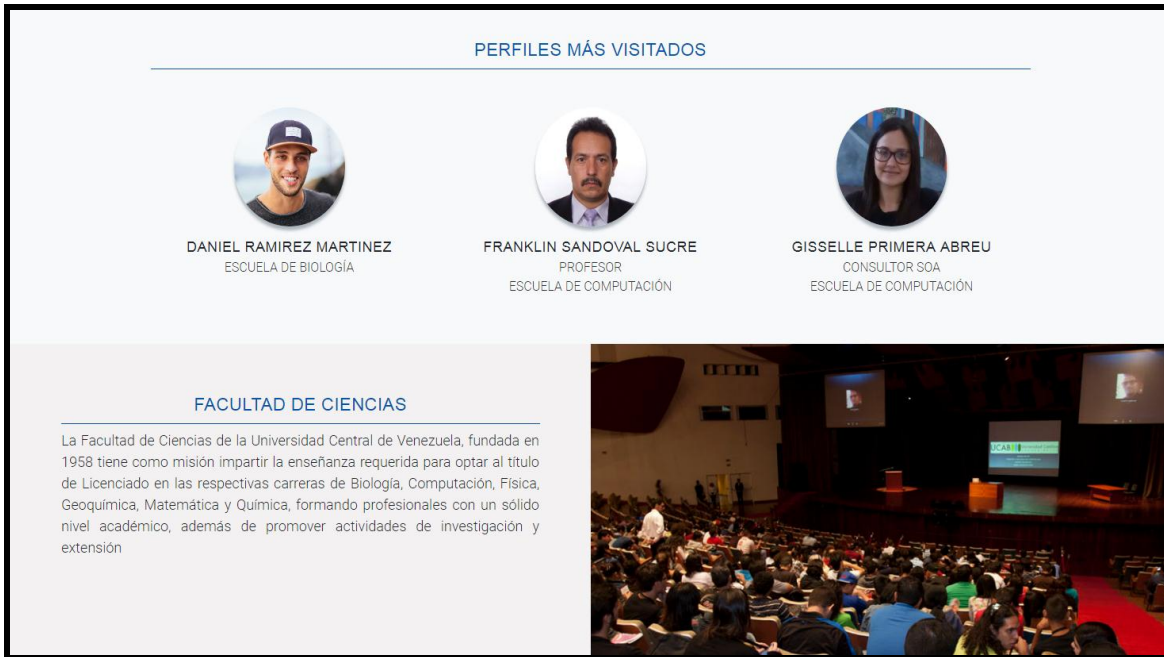 PERFILES MÁS VISITADOS
DANIEL RAMIREZ MARTINEZ
ESCUELA DE BIOLOGÍA
FRANKLIN SANDOVAL SUCRE
PROFESOR
ESCUELA DE COMPUTACIÓN
GISSELLE PRIMERA ABREU
CONSULTOR SOA
ESCUELA DE COMPUTACIÓN
FACULTAD DE CIENCIAS
La Facultad de Ciencias de la Universidad Central de Venezuela, fundada en
1958 tiene como misión impartir la enseñanza requerida para optar al título
de Licenciado en las respectivas carreras de Biología, Computación, Física,
Geoquímica, Matemática y Química, formando profesionales con un sólido
nivel académico, además de promover actividades de investigación y
extensión
UCAB